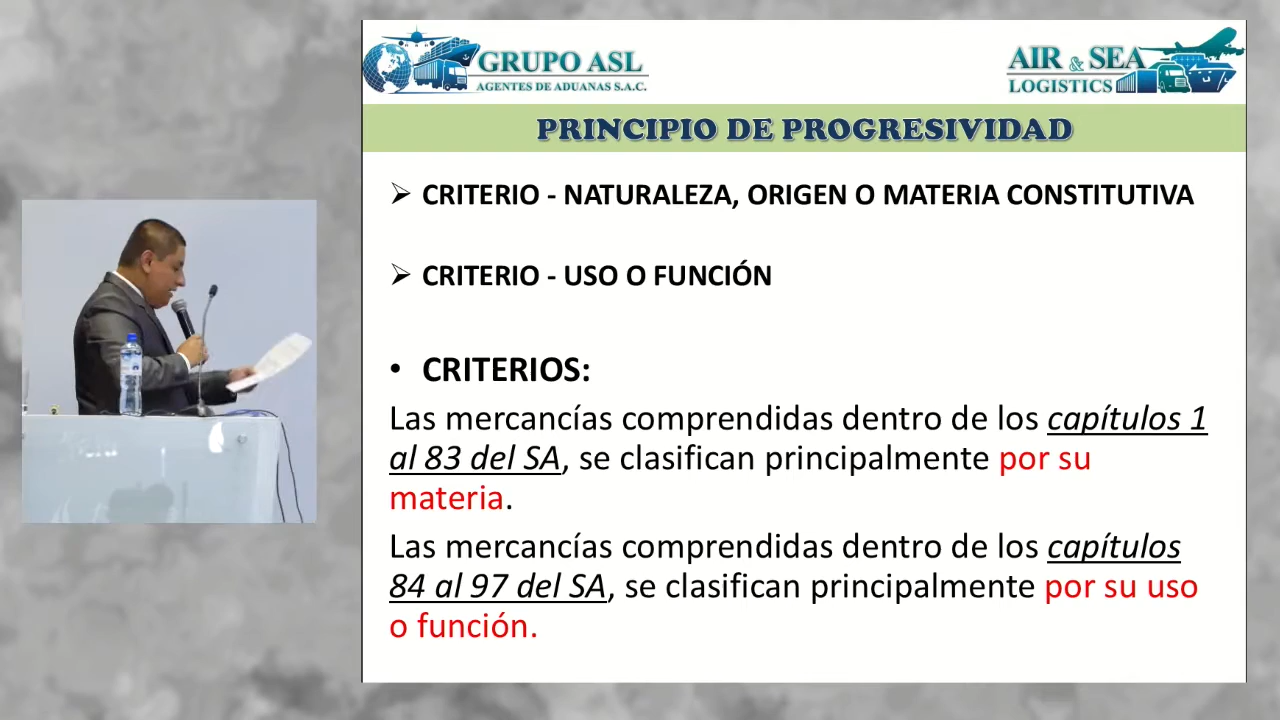 GRUPO ASL
AGENTES DE ADUANAS S.A.C.
AIR & SEA
LOGISTICS
PRINCIPIO DE PROGRESIVIDAD
➢ CRITERIO - NATURALEZA, ORIGEN O MATERIA CONSTITUTIVA
➢ CRITERIO - USO O FUNCIÓN
• CRITERIOS:
Las mercancías comprendidas dentro de los capítulos 1
al 83 del SA, se clasifican principalmente por su
materia.
Las mercancías comprendidas dentro de los capítulos
84 al 97 del SA, se clasifican principalmente por su uso
o función.